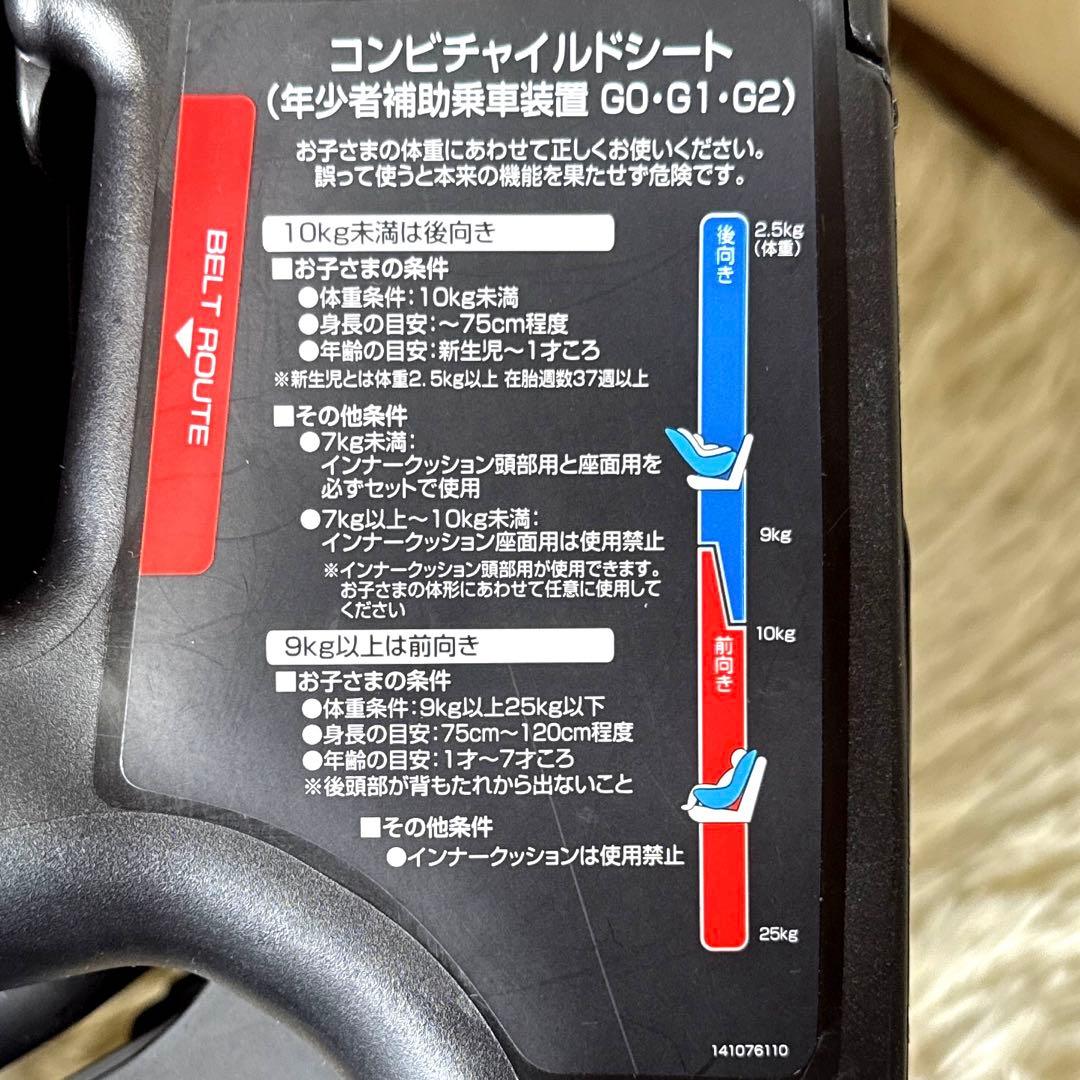 コンビチャイルドシート
(年少者補助乗車装置 G0・G1・G2)
お子さまの体重にあわせて正しくお使いください。
誤って使うと本来の機能を果たせず危険です。
BELT ROUTE
10kg未満は後向き
■お子さまの条件
●体重条件:10kg未満
●身長の目安:〜75cm程度
●年齢の目安:新生児〜1才ころ
※新生児とは体重2.5kg以上 在胎週数37週以上
■その他条件
●7kg未満:
インナークッション頭部用と座面用を
必ずセットで使用
●7kg以上〜10kg未満:
インナークッション座面用は使用禁止
※インナークッション頭部用が使用できます。
お子さまの体形にあわせて任意に使用して
ください
9kg以上は前向き
■お子さまの条件
●体重条件:9kg以上25kg以下
●身長の目安:75cm〜120cm程度
●年齢の目安:1才〜7才ころ
※後頭部が背もたれから出ないこと
■その他条件
●インナークッションは使用禁止
後向き
2.5kg
(体重)
9kg
10kg
前向き
25kg
141076110